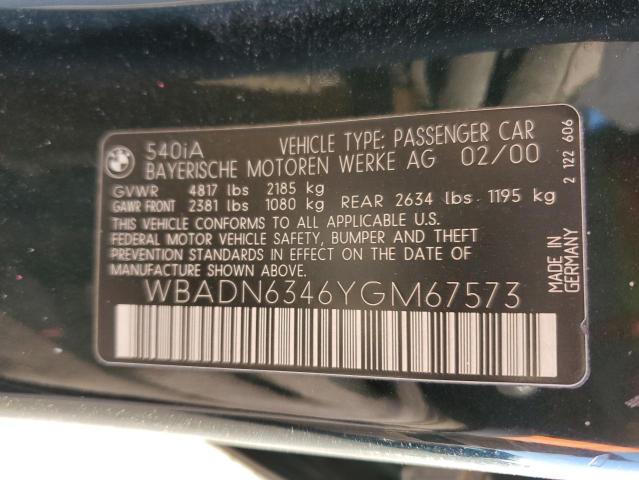 540iA VEHICLE TYPE: PASSENGER CAR
BAYERISCHE MOTOREN WERKE AG 02/00
GVWR 4817 lbs 2185 kg
GAWR FRONT 2381 lbs 1080 kg REAR 2634 lbs 1195 kg
THIS VEHICLE CONFORMS TO ALL APPLICABLE U.S.
FEDERAL MOTOR VEHICLE SAFETY, BUMPER AND THEFT
PREVENTION STANDARDS IN EFFECT ON THE DATE OF
MANUFACTURE SHOWN ABOVE.
WBADN6346YGM67573
MADE IN
GERMANY
2 122 606